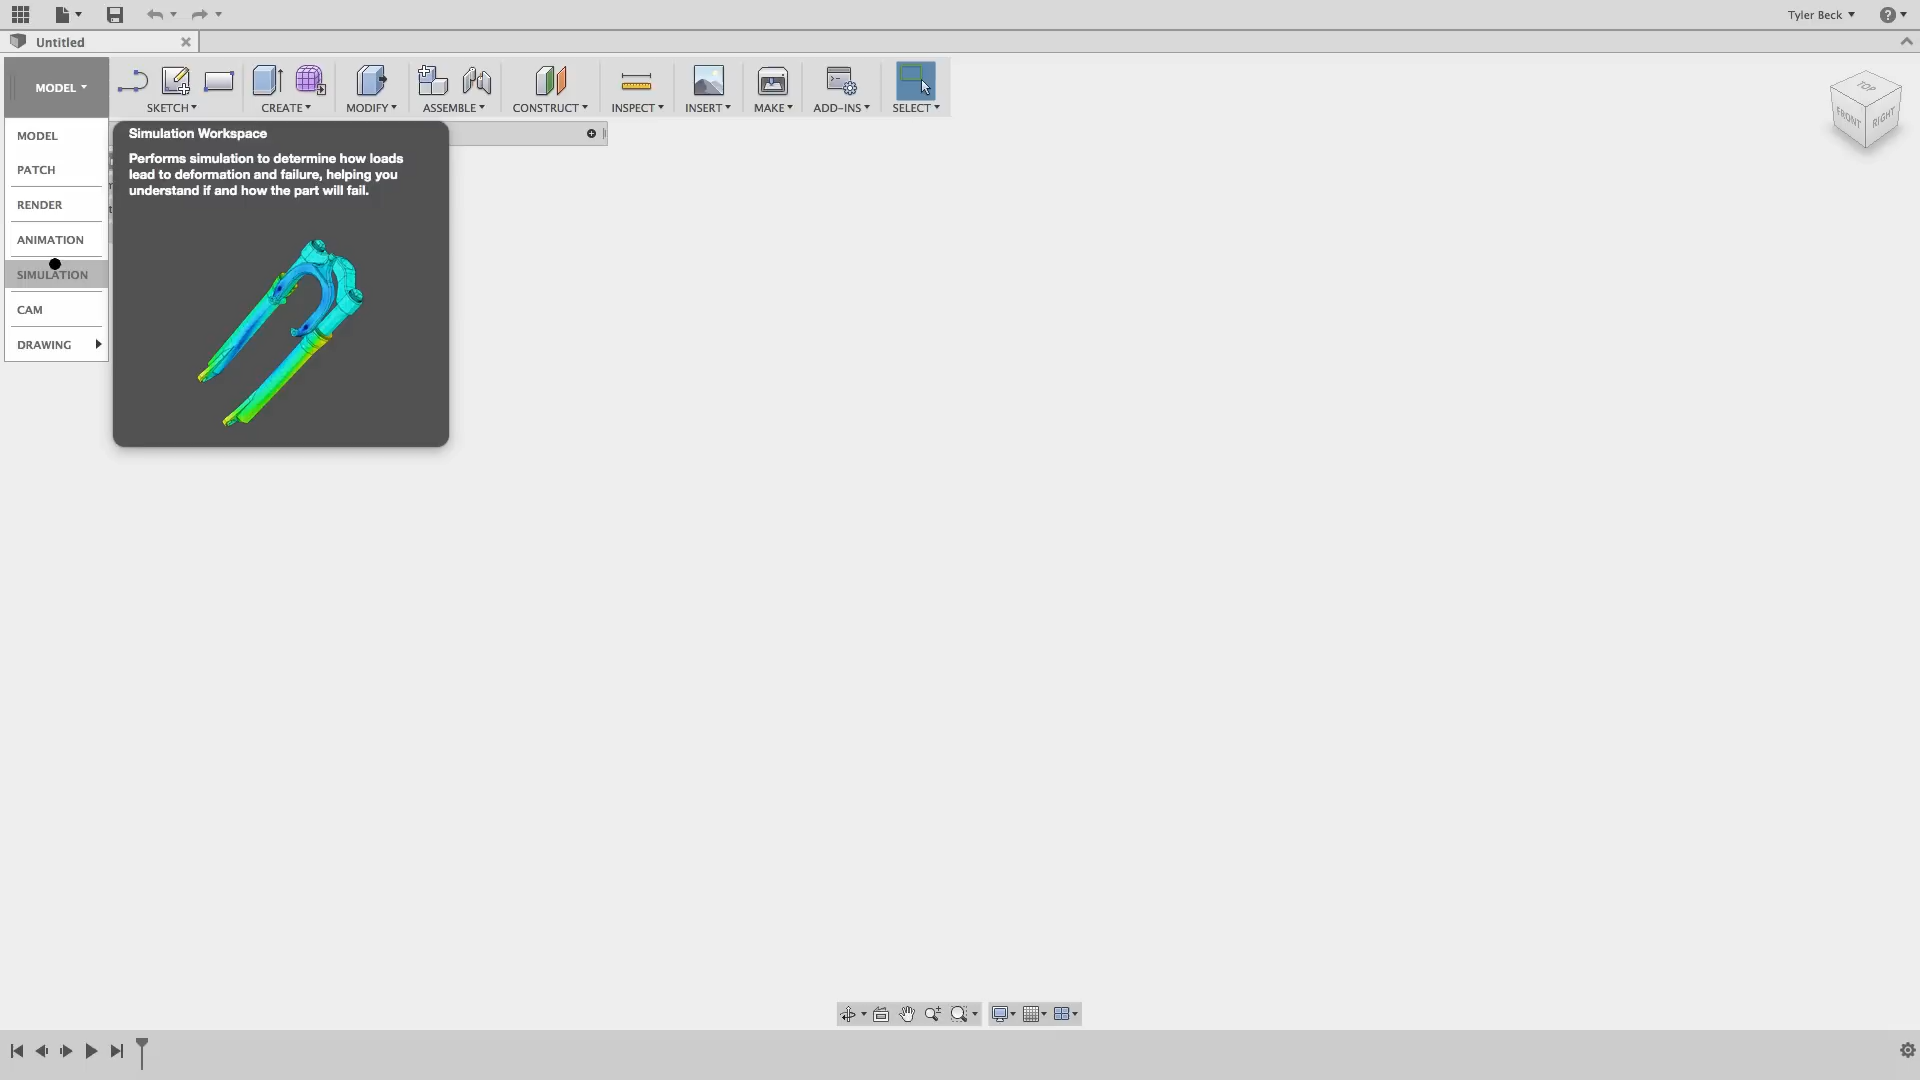 Tyler Beck
Untitled
MODEL
SKETCH
CREATE
MODIFY
ASSEMBLE
CONSTRUCT
INSPECT
INSERT
MAKE
ADD-INS
SELECT
MODEL
PATCH
RENDER
ANIMATION
SIMULATION
CAM
DRAWING
Simulation Workspace
Performs simulation to determine how loads
lead to deformation and failure, helping you
understand if and how the part will fail.
TOP
FRONT
RIGHT